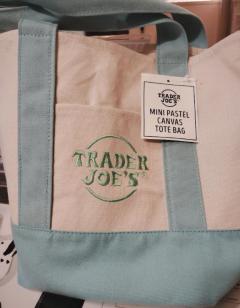 TRADER
JOE'S
TRADER
JOE'S
MINI PASTEL
CANVAS
TOTE BAG